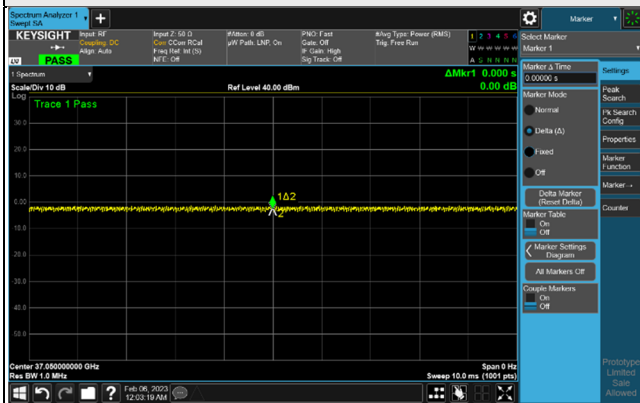 Spectrum Analyzer 1
Swept SA
+
Marker
KEYSIGHT
Input: RF
Coupling: DC
Align: Auto
Input Z: 50 Ω
Corr CCorr RCal
Freq Ref: Int (S)
NFE: Off
#Atten: 0 dB
µW Path: LNP, On
PNO: Fast
Gate: Off
IF Gain: High
Sig Track: Off
#Avg Type: Power (RMS)
Trig: Free Run
1 2 3 4 5 6
W W W W W W
A S N N N N
LXI
PASS
Select Marker
Marker 1
1 Spectrum
ΔMkr1 0.000 s
Scale/Div 10 dB
Ref Level 40.00 dBm
0.00 dB
Log
Trace 1 Pass
30.0
20.0
10.0
0.00
1Δ2
2
10.0
20.0
30.0
40.0
50.0
Center 37.050000000 GHz
Res BW 1.0 MHz
Span 0 Hz
Sweep 10.0 ms (1001 pts)
Marker Δ Time
0.00000 s
Marker Mode
Normal
Delta (Δ)
Fixed
Off
Delta Marker
(Reset Delta)
Marker Table
On
Off
Marker Settings
Diagram
All Markers Off
Couple Markers
On
Off
Settings
Peak
Search
Pk Search
Config
Properties
Marker
Function
Marker→
Counter
Prototype
Limited
Sale
Allowed
?
Feb 06, 2023
12:03:19 AM